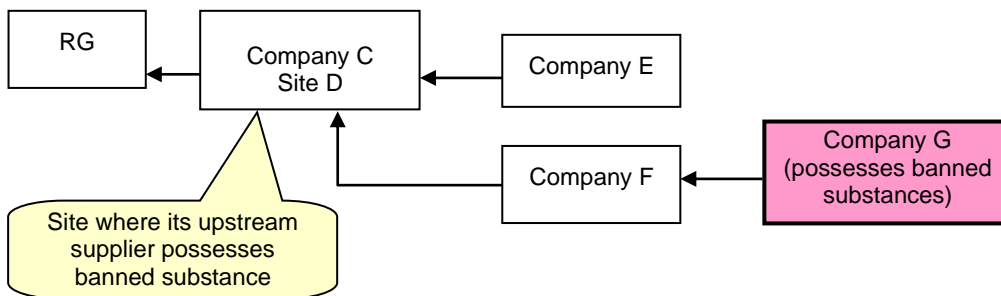 RG
Company C
Site D
Company E
Company F
Company G
(possesses banned
substances)
Site where its upstream
supplier possesses
banned substance